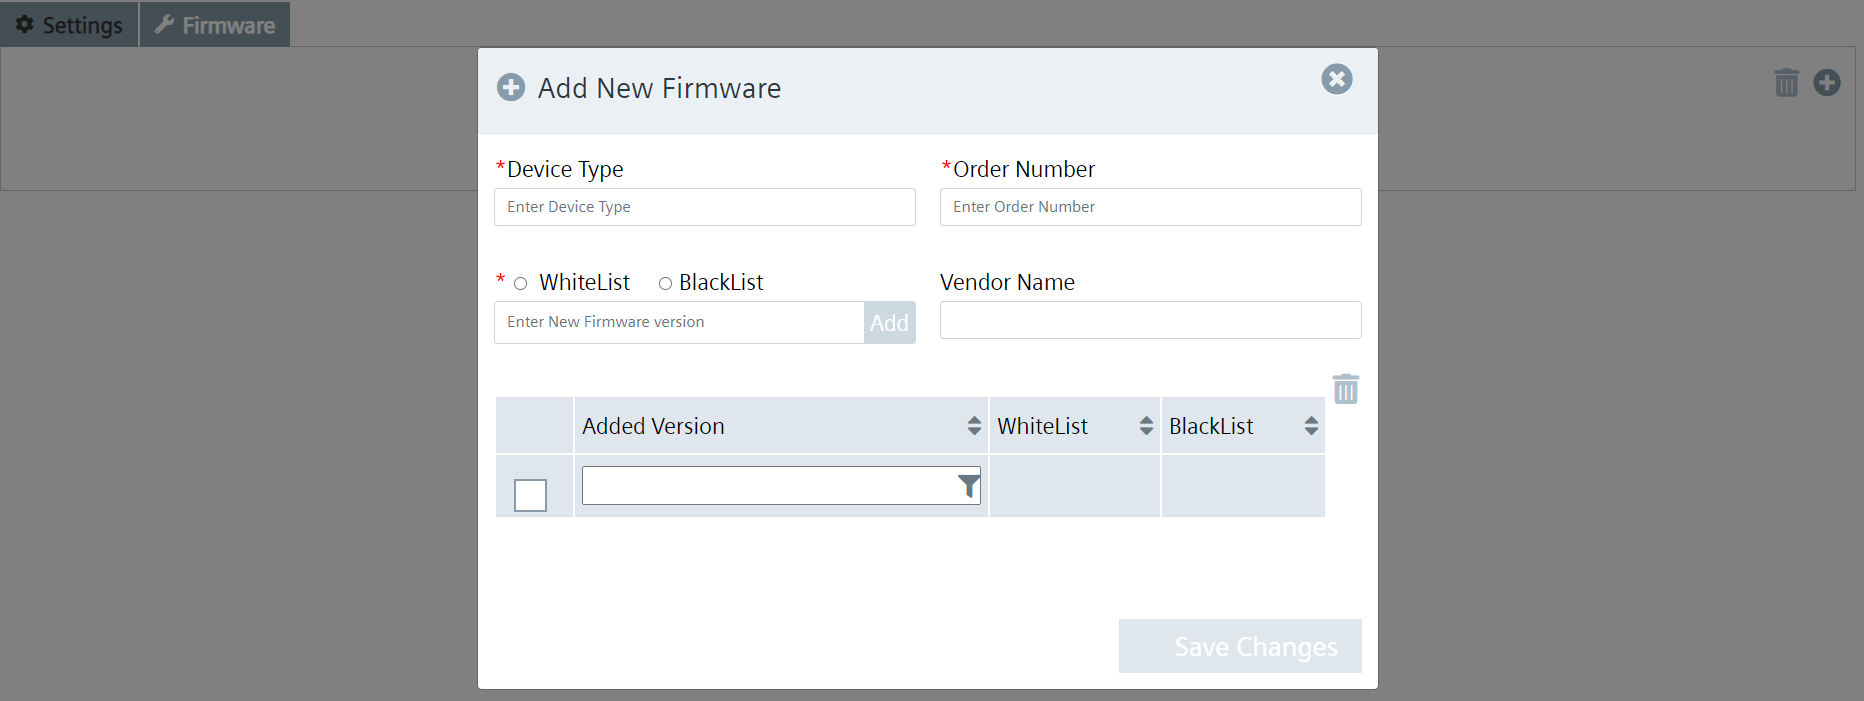 Settings Firmware
Add New Firmware
*Device Type *Order Number
Enter Device Type Enter Order Number
* WhiteList BlackList Vendor Name
Enter New Firmware version Add
Added Version WhiteList BlackList
Save Changes